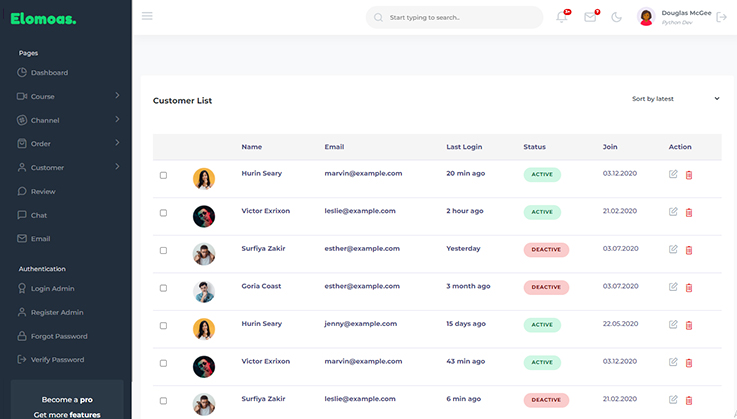 Elomoas.
Start typing to search..
Douglas McGee
Python Dev
Pages
Dashboard
Course
Channel
Order
Customer
Review
Chat
Email
Authentication
Login Admin
Register Admin
Forgot Password
Verify Password
Become a pro
Get more features
Customer List
Sort by latest
Name Email Last Login Status Join Action
Hurin Seary marvin@example.com 20 min ago ACTIVE 03.12.2020
Victor Exrixon leslie@example.com 2 hour ago ACTIVE 21.02.2020
Surfiya Zakir esther@example.com Yesterday DEACTIVE 03.07.2020
Goria Coast esther@example.com 3 month ago DEACTIVE 03.07.2020
Hurin Seary jenny@example.com 15 days ago ACTIVE 22.05.2020
Victor Exrixon marvin@example.com 43 min ago ACTIVE 03.12.2020
Surfiya Zakir leslie@example.com 6 min ago DEACTIVE 21.02.2020